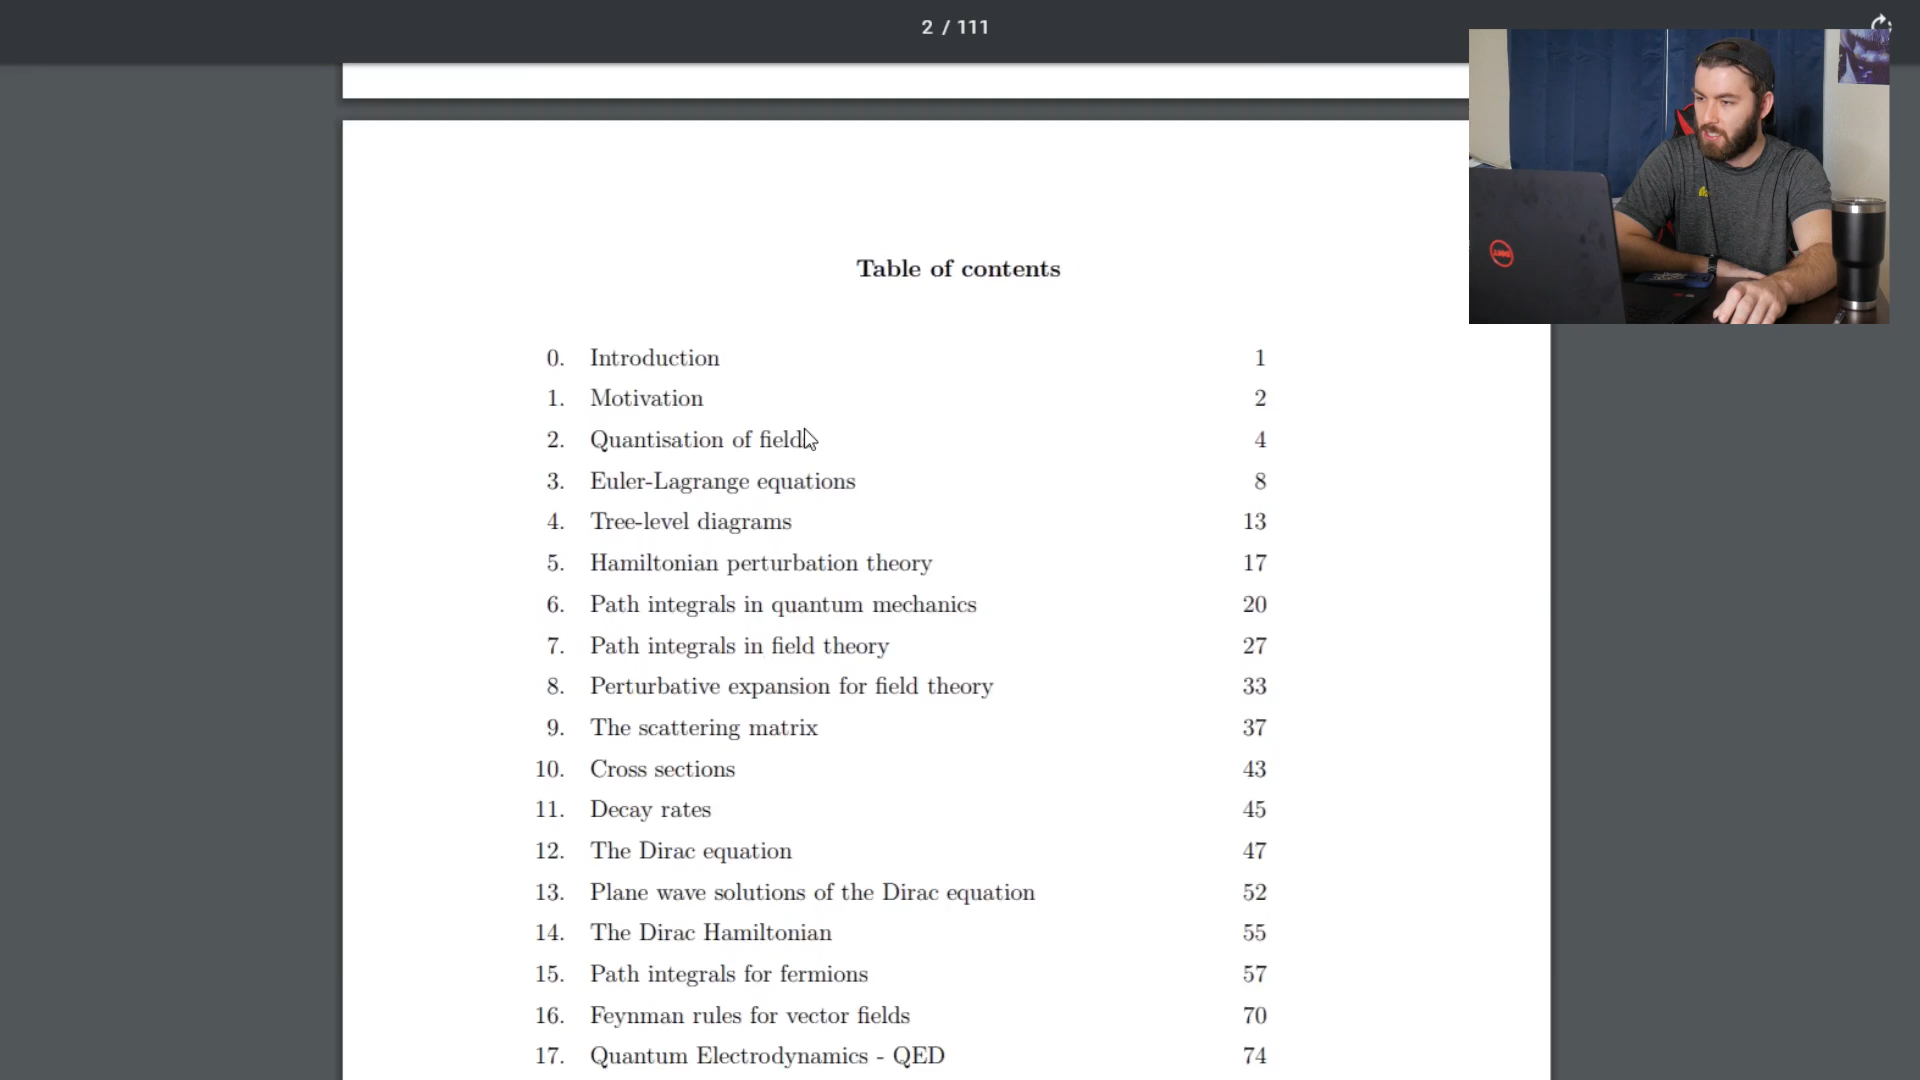 2 / 111
Table of contents
0. Introduction 1
1. Motivation 2
2. Quantisation of field 4
3. Euler-Lagrange equations 8
4. Tree-level diagrams 13
5. Hamiltonian perturbation theory 17
6. Path integrals in quantum mechanics 20
7. Path integrals in field theory 27
8. Perturbative expansion for field theory 33
9. The scattering matrix 37
10. Cross sections 43
11. Decay rates 45
12. The Dirac equation 47
13. Plane wave solutions of the Dirac equation 52
14. The Dirac Hamiltonian 55
15. Path integrals for fermions 57
16. Feynman rules for vector fields 70
17. Quantum Electrodynamics - QED 74
DELL